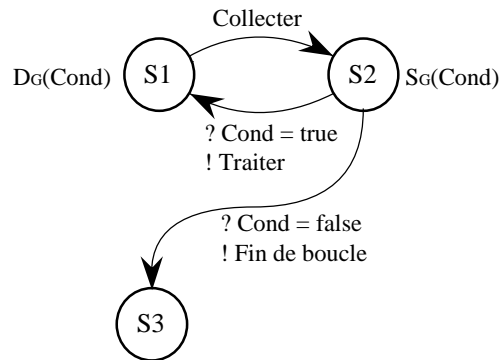 Collecter
DG(Cond)
S1
S2
SG(Cond)
? Cond = true
! Traiter
? Cond = false
! Fin de boucle
S3